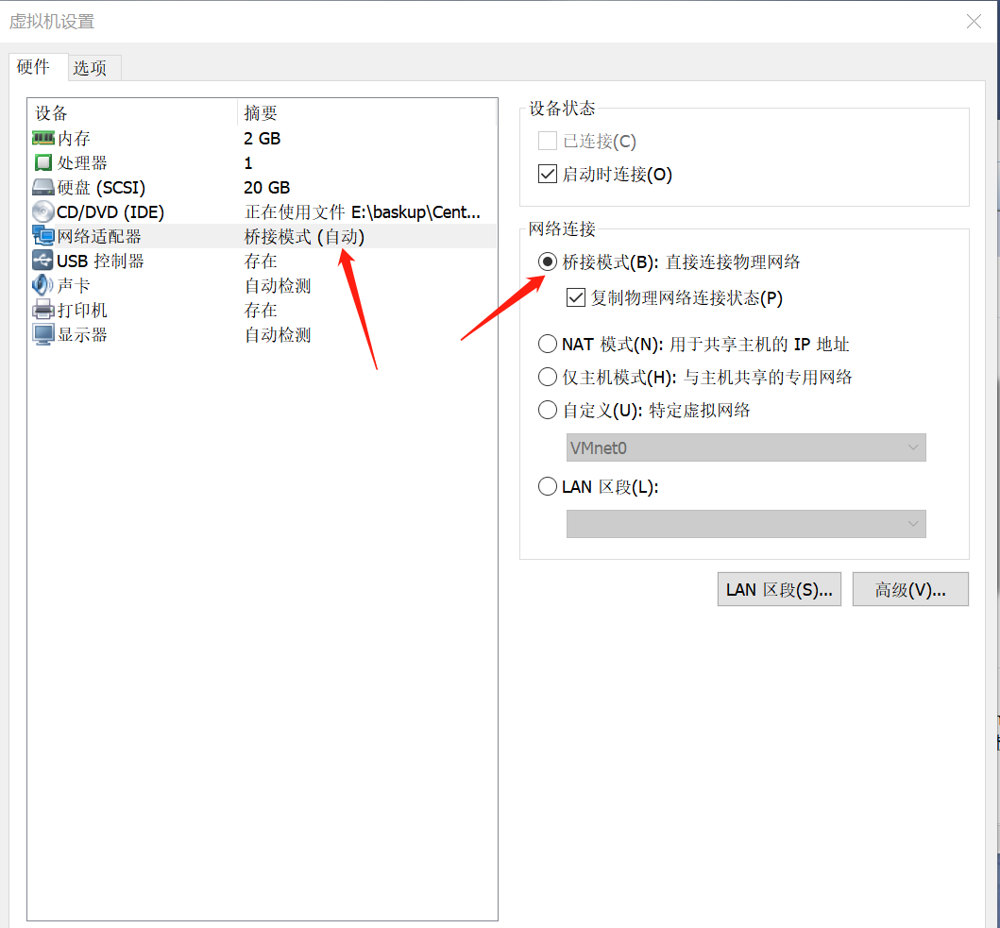 虚拟机设置
硬件 选项
设备 摘要
内存 2 GB
处理器 1
硬盘 (SCSI) 20 GB
CD/DVD (IDE) 正在使用文件 E:\baskup\Cent...
网络适配器 桥接模式 (自动)
USB 控制器 存在
声卡 自动检测
打印机 存在
显示器 自动检测
设备状态
已连接(C)
启动时连接(O)
网络连接
桥接模式(B): 直接连接物理网络
复制物理网络连接状态(P)
NAT 模式(N): 用于共享主机的 IP 地址
仅主机模式(H): 与主机共享的专用网络
自定义(U): 特定虚拟网络
VMnet0
LAN 区段(L):
LAN 区段(S)... 高级(V)...